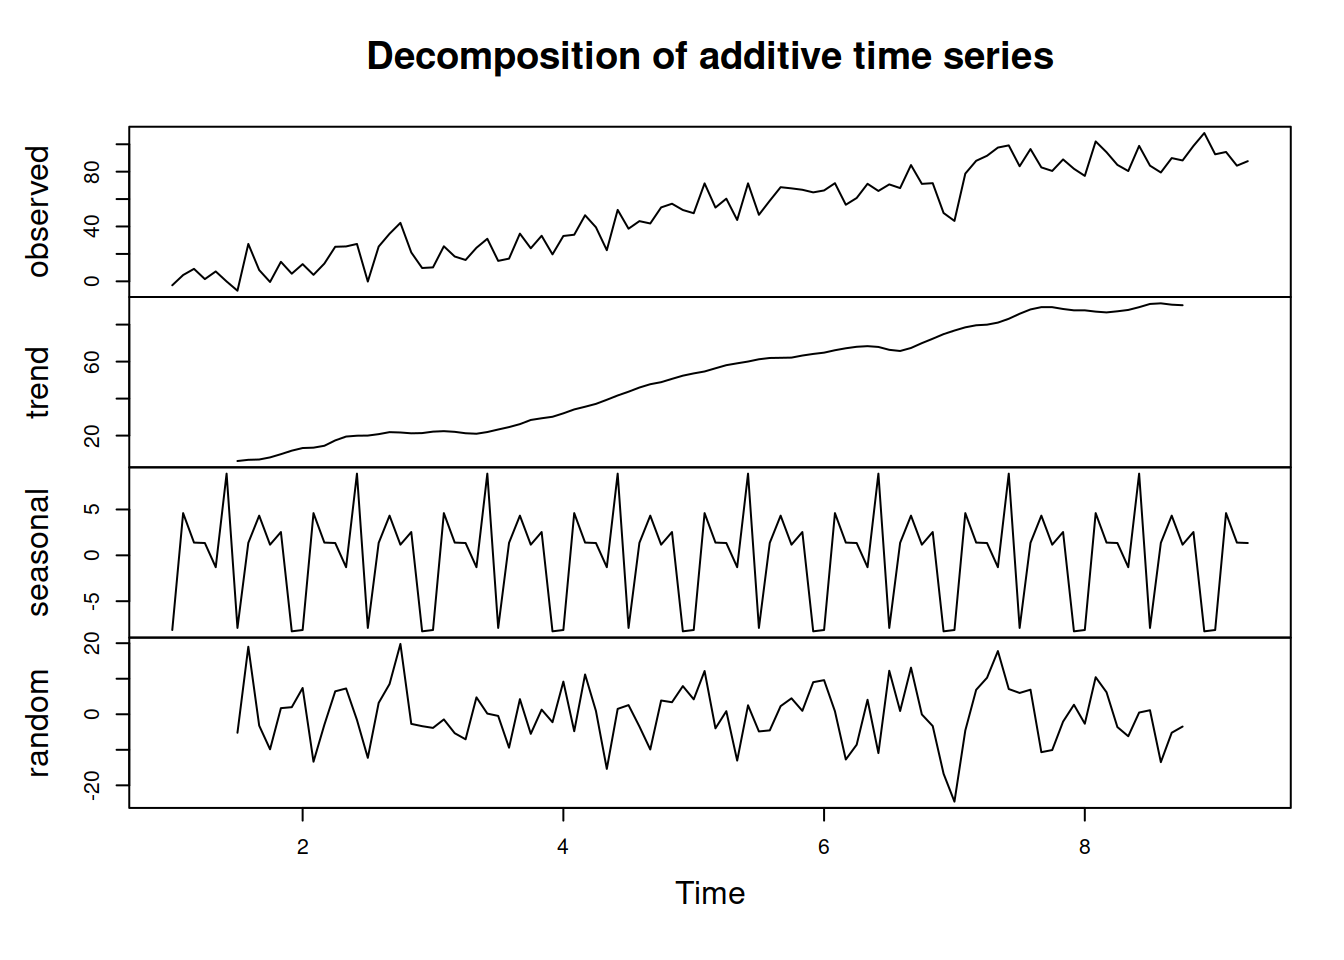 Decomposition of additive time series
observed
0 40 80
trend
20 60
seasonal
-5 0 5
random
-20 0 20
2 4 6 8
Time